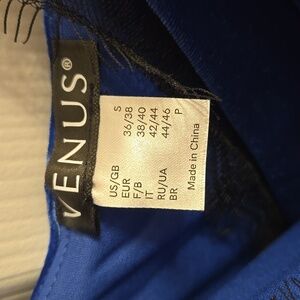 VENUS®
US/GB S
EUR 36/38
F/B 38/40
IT 42/44
RU/UA 44/46
BR P
Made in China